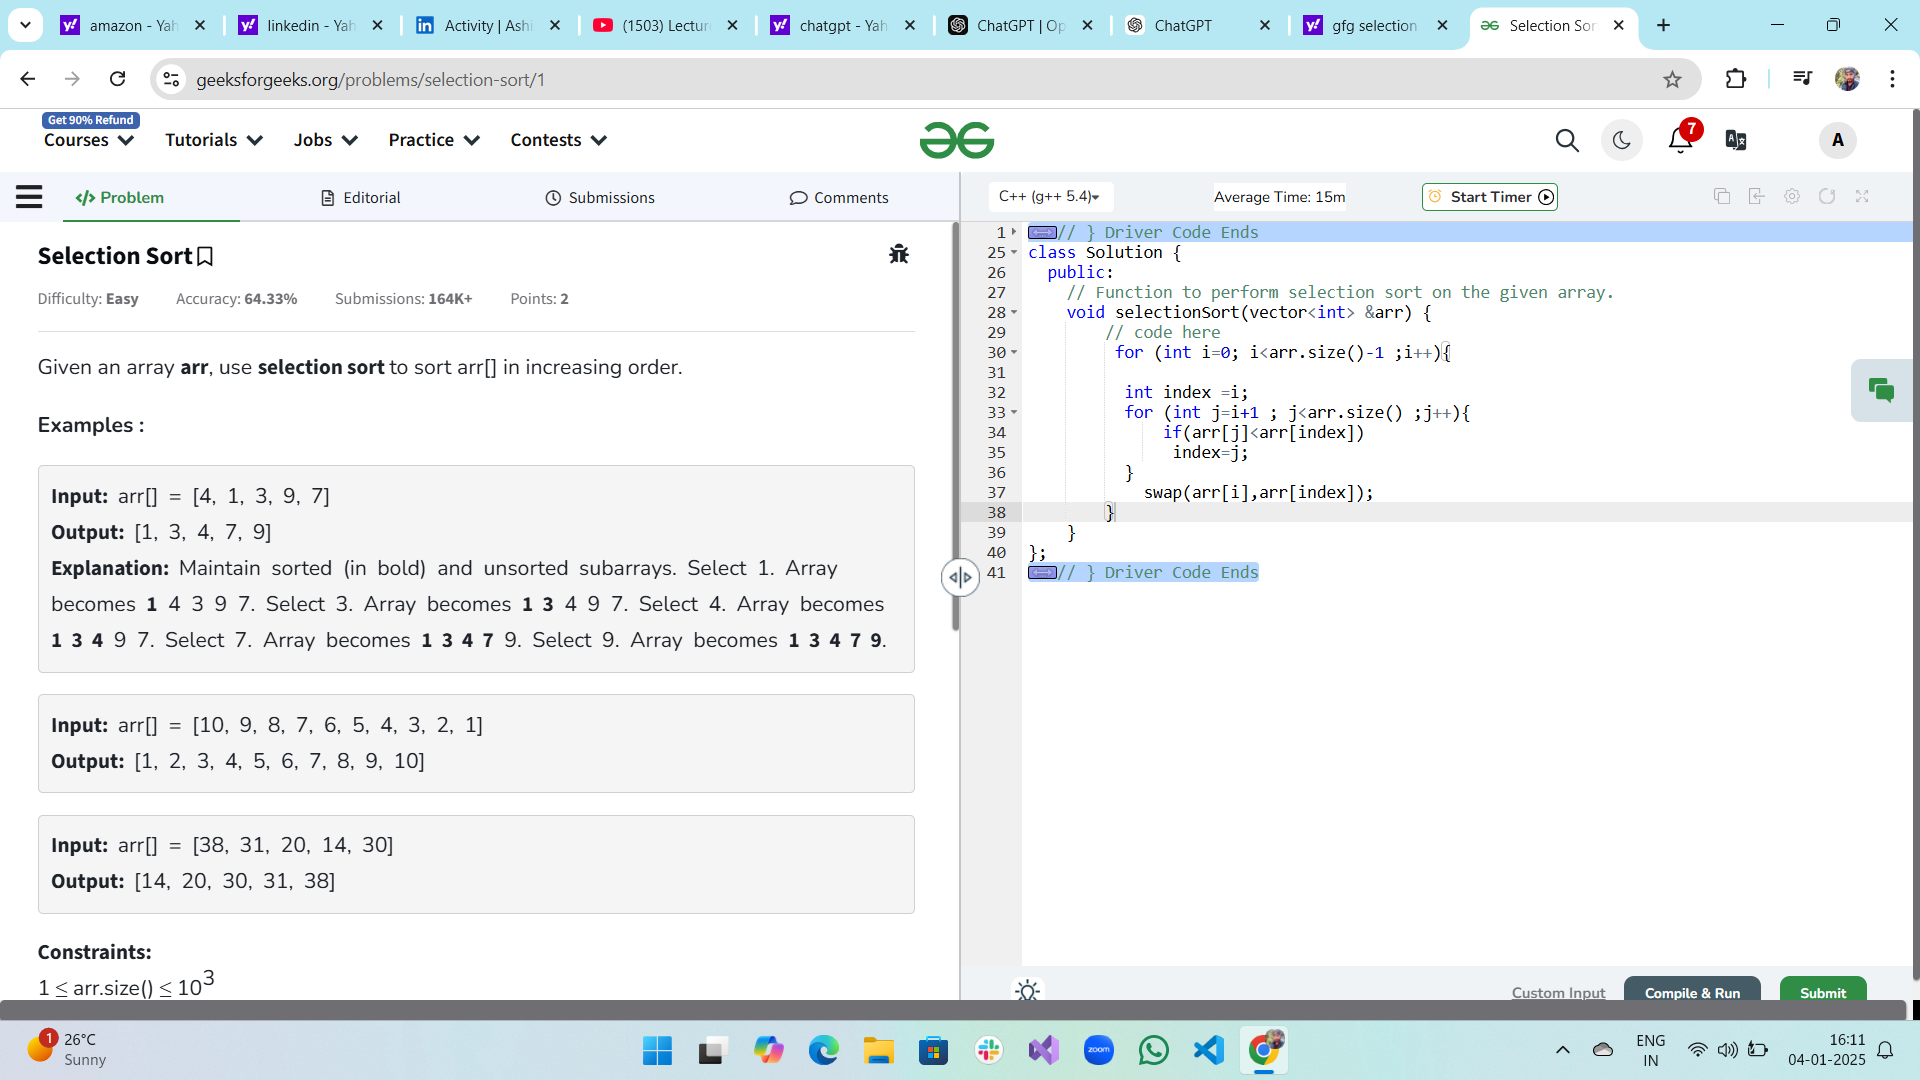 amazon - Yah
linkedin - Yah
Activity | Ashi
(1503) Lecture
chatgpt - Yah
ChatGPT | Op
ChatGPT
gfg selection
Selection Sor
geeksforgeeks.org/problems/selection-sort/1
Get 90% Refund
Courses
Tutorials
Jobs
Practice
Contests
7
A
</> Problem
Editorial
Submissions
Comments
C++ (g++ 5.4)
Average Time: 15m
Start Timer
Selection Sort
Difficulty: Easy Accuracy: 64.33% Submissions: 164K+ Points: 2
Given an array arr, use selection sort to sort arr[] in increasing order.
Examples :
Input: arr[] = [4, 1, 3, 9, 7]
Output: [1, 3, 4, 7, 9]
Explanation: Maintain sorted (in bold) and unsorted subarrays. Select 1. Array
becomes 1 4 3 9 7. Select 3. Array becomes 1 3 4 9 7. Select 4. Array becomes
1 3 4 9 7. Select 7. Array becomes 1 3 4 7 9. Select 9. Array becomes 1 3 4 7 9.
Input: arr[] = [10, 9, 8, 7, 6, 5, 4, 3, 2, 1]
Output: [1, 2, 3, 4, 5, 6, 7, 8, 9, 10]
Input: arr[] = [38, 31, 20, 14, 30]
Output: [14, 20, 30, 31, 38]
Constraints:
1 ≤ arr.size() ≤ 10^3
1 // } Driver Code Ends
25 class Solution {
26 public:
27 // Function to perform selection sort on the given array.
28 void selectionSort(vector<int> &arr) {
29 // code here
30 for (int i=0; i<arr.size()-1 ;i++){
31
32 int index =i;
33 for (int j=i+1 ; j<arr.size() ;j++){
34 if(arr[j]<arr[index])
35 index=j;
36 }
37 swap(arr[i],arr[index]);
38 }
39 }
40 };
41 // } Driver Code Ends
Custom Input
Compile & Run
Submit
1
26°C
Sunny
zoom
ENG
IN
16:11
04-01-2025